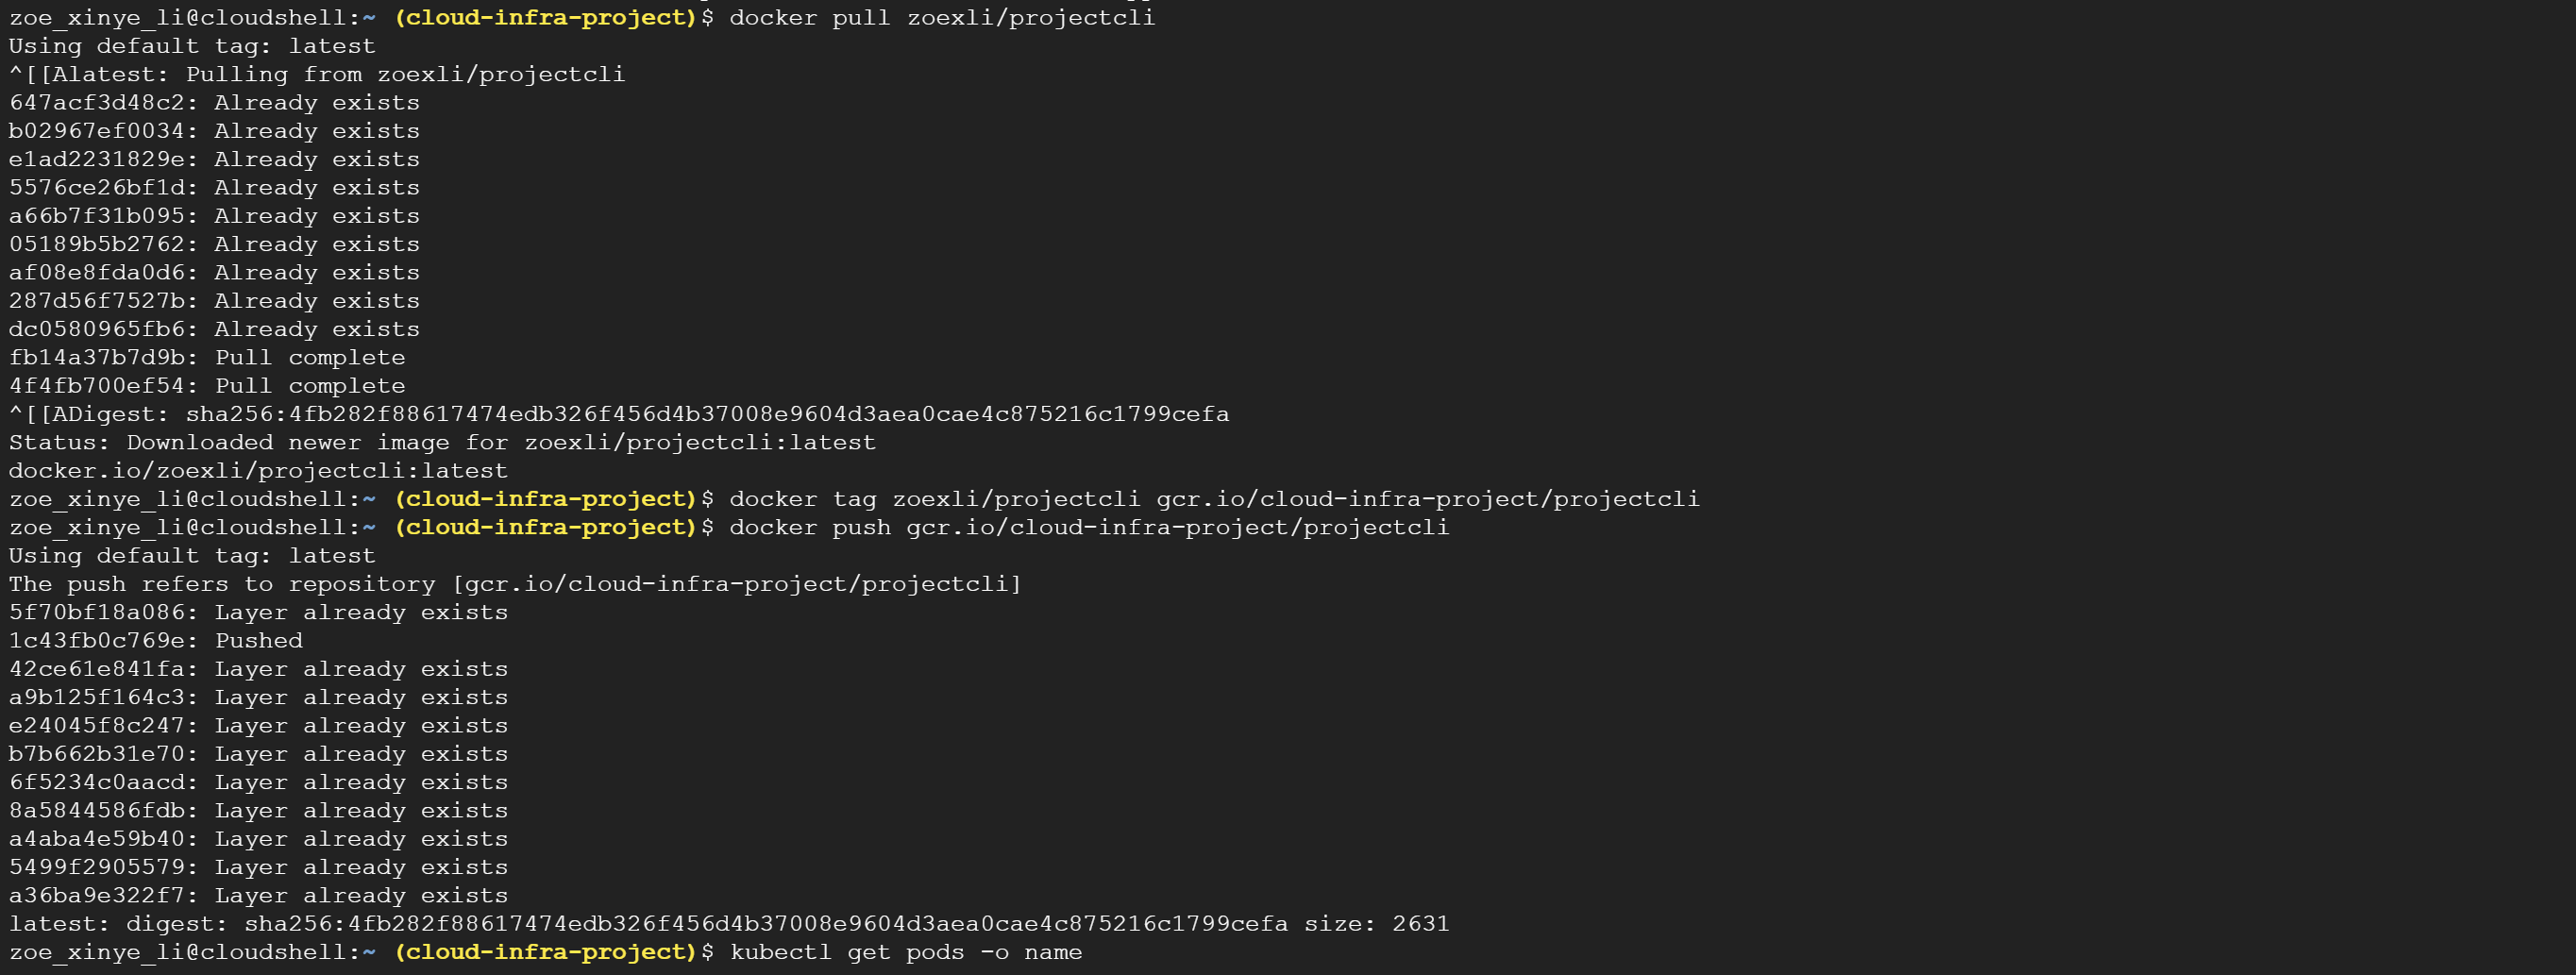 zoe_xinye_li@cloudshell:~ (cloud-infra-project)$ docker pull zoexli/projectcli
Using default tag: latest
^[[Alatest: Pulling from zoexli/projectcli
647acf3d48c2: Already exists
b02967ef0034: Already exists
e1ad2231829e: Already exists
5576ce26bf1d: Already exists
a66b7f31b095: Already exists
05189b5b2762: Already exists
af08e8fda0d6: Already exists
287d56f7527b: Already exists
dc0580965fb6: Already exists
fb14a37b7d9b: Pull complete
4f4fb700ef54: Pull complete
^[[ADigest: sha256:4fb282f88617474edb326f456d4b37008e9604d3aea0cae4c875216c1799cefa
Status: Downloaded newer image for zoexli/projectcli:latest
docker.io/zoexli/projectcli:latest
zoe_xinye_li@cloudshell:~ (cloud-infra-project)$ docker tag zoexli/projectcli gcr.io/cloud-infra-project/projectcli
zoe_xinye_li@cloudshell:~ (cloud-infra-project)$ docker push gcr.io/cloud-infra-project/projectcli
Using default tag: latest
The push refers to repository [gcr.io/cloud-infra-project/projectcli]
5f70bf18a086: Layer already exists
1c43fb0c769e: Pushed
42ce61e841fa: Layer already exists
a9b125f164c3: Layer already exists
e24045f8c247: Layer already exists
b7b662b31e70: Layer already exists
6f5234c0aacd: Layer already exists
8a5844586fdb: Layer already exists
a4aba4e59b40: Layer already exists
5499f2905579: Layer already exists
a36ba9e322f7: Layer already exists
latest: digest: sha256:4fb282f88617474edb326f456d4b37008e9604d3aea0cae4c875216c1799cefa size: 2631
zoe_xinye_li@cloudshell:~ (cloud-infra-project)$ kubectl get pods -o name